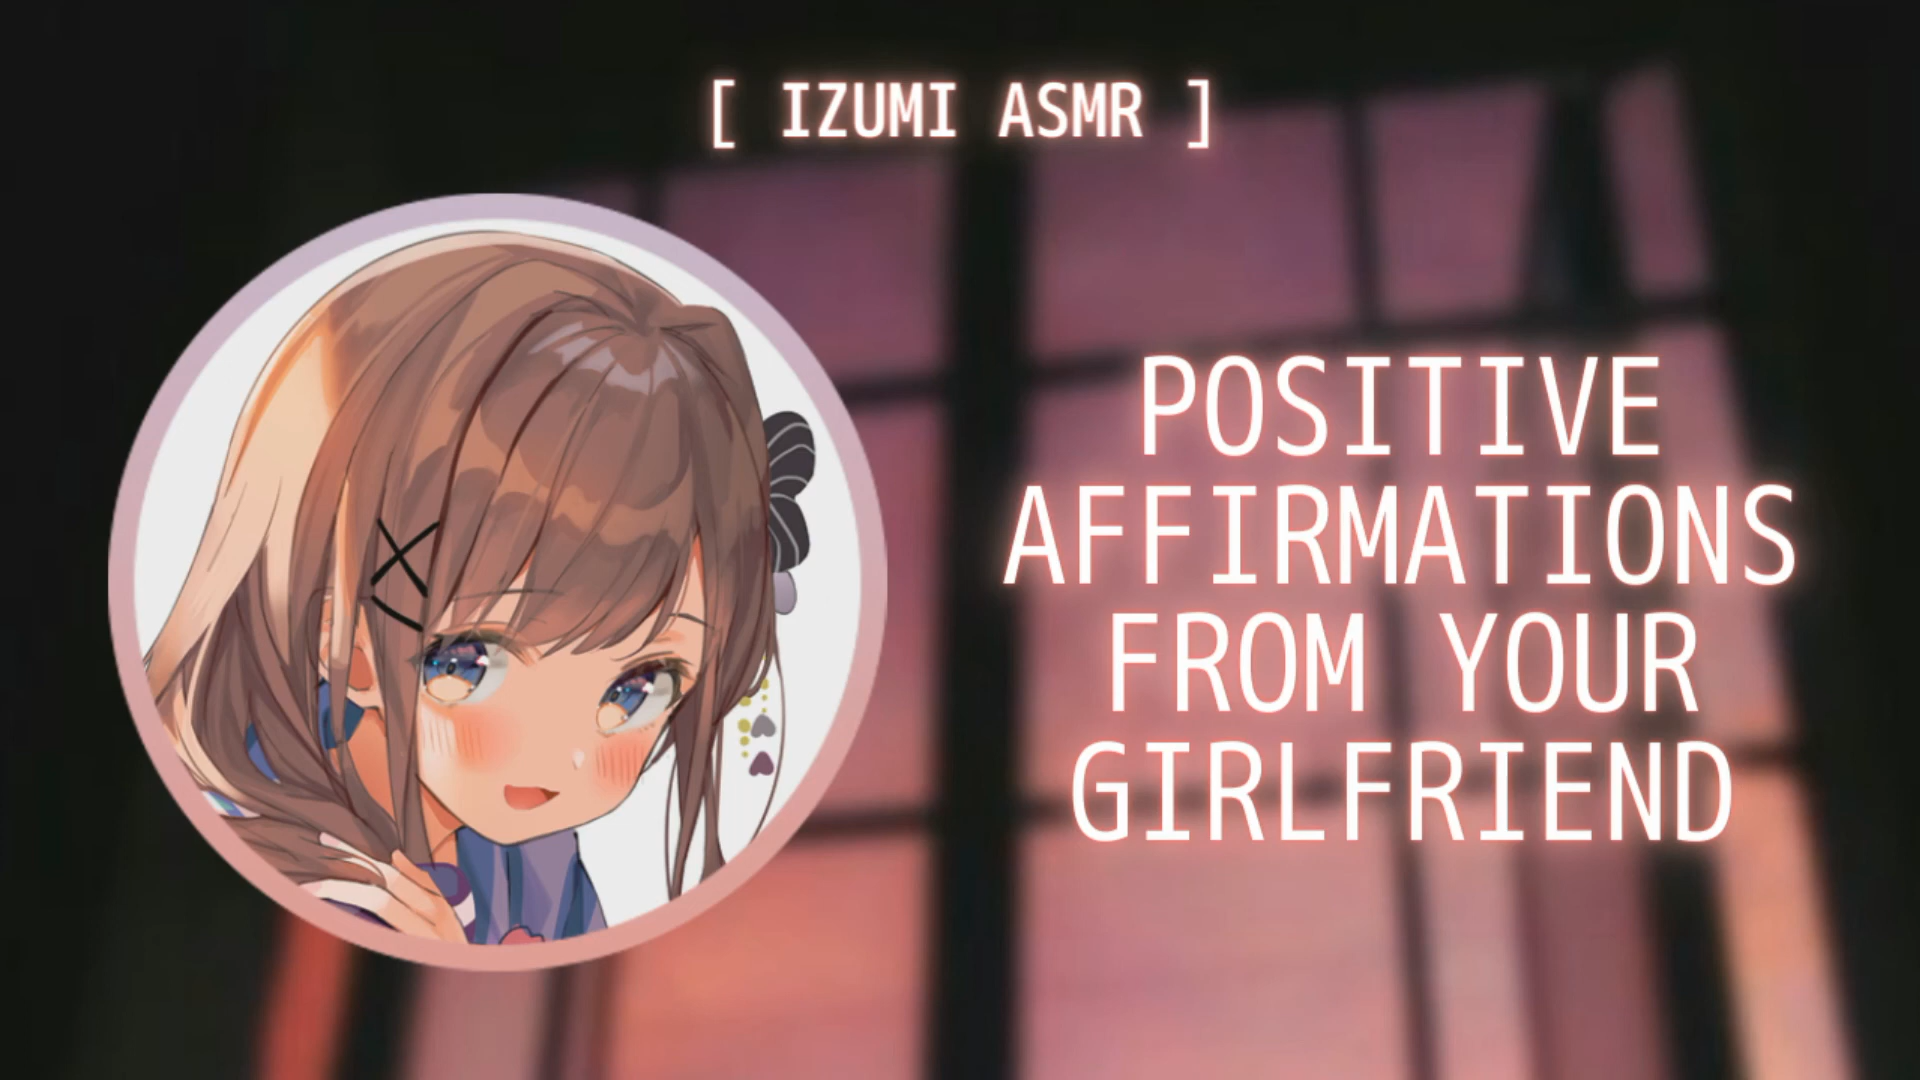 [ IZUMI ASMR ]
POSITIVE
AFFIRMATIONS
FROM YOUR
GIRLFRIEND